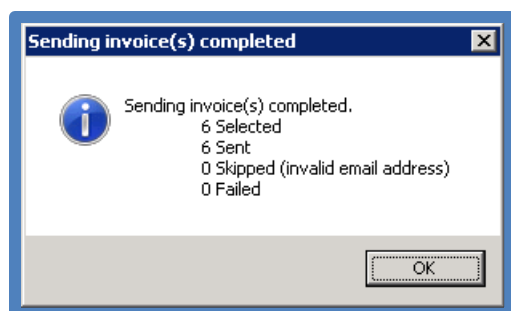 Sending invoice(s) completed
Sending invoice(s) completed.
6 Selected
6 Sent
0 Skipped (invalid email address)
0 Failed
OK